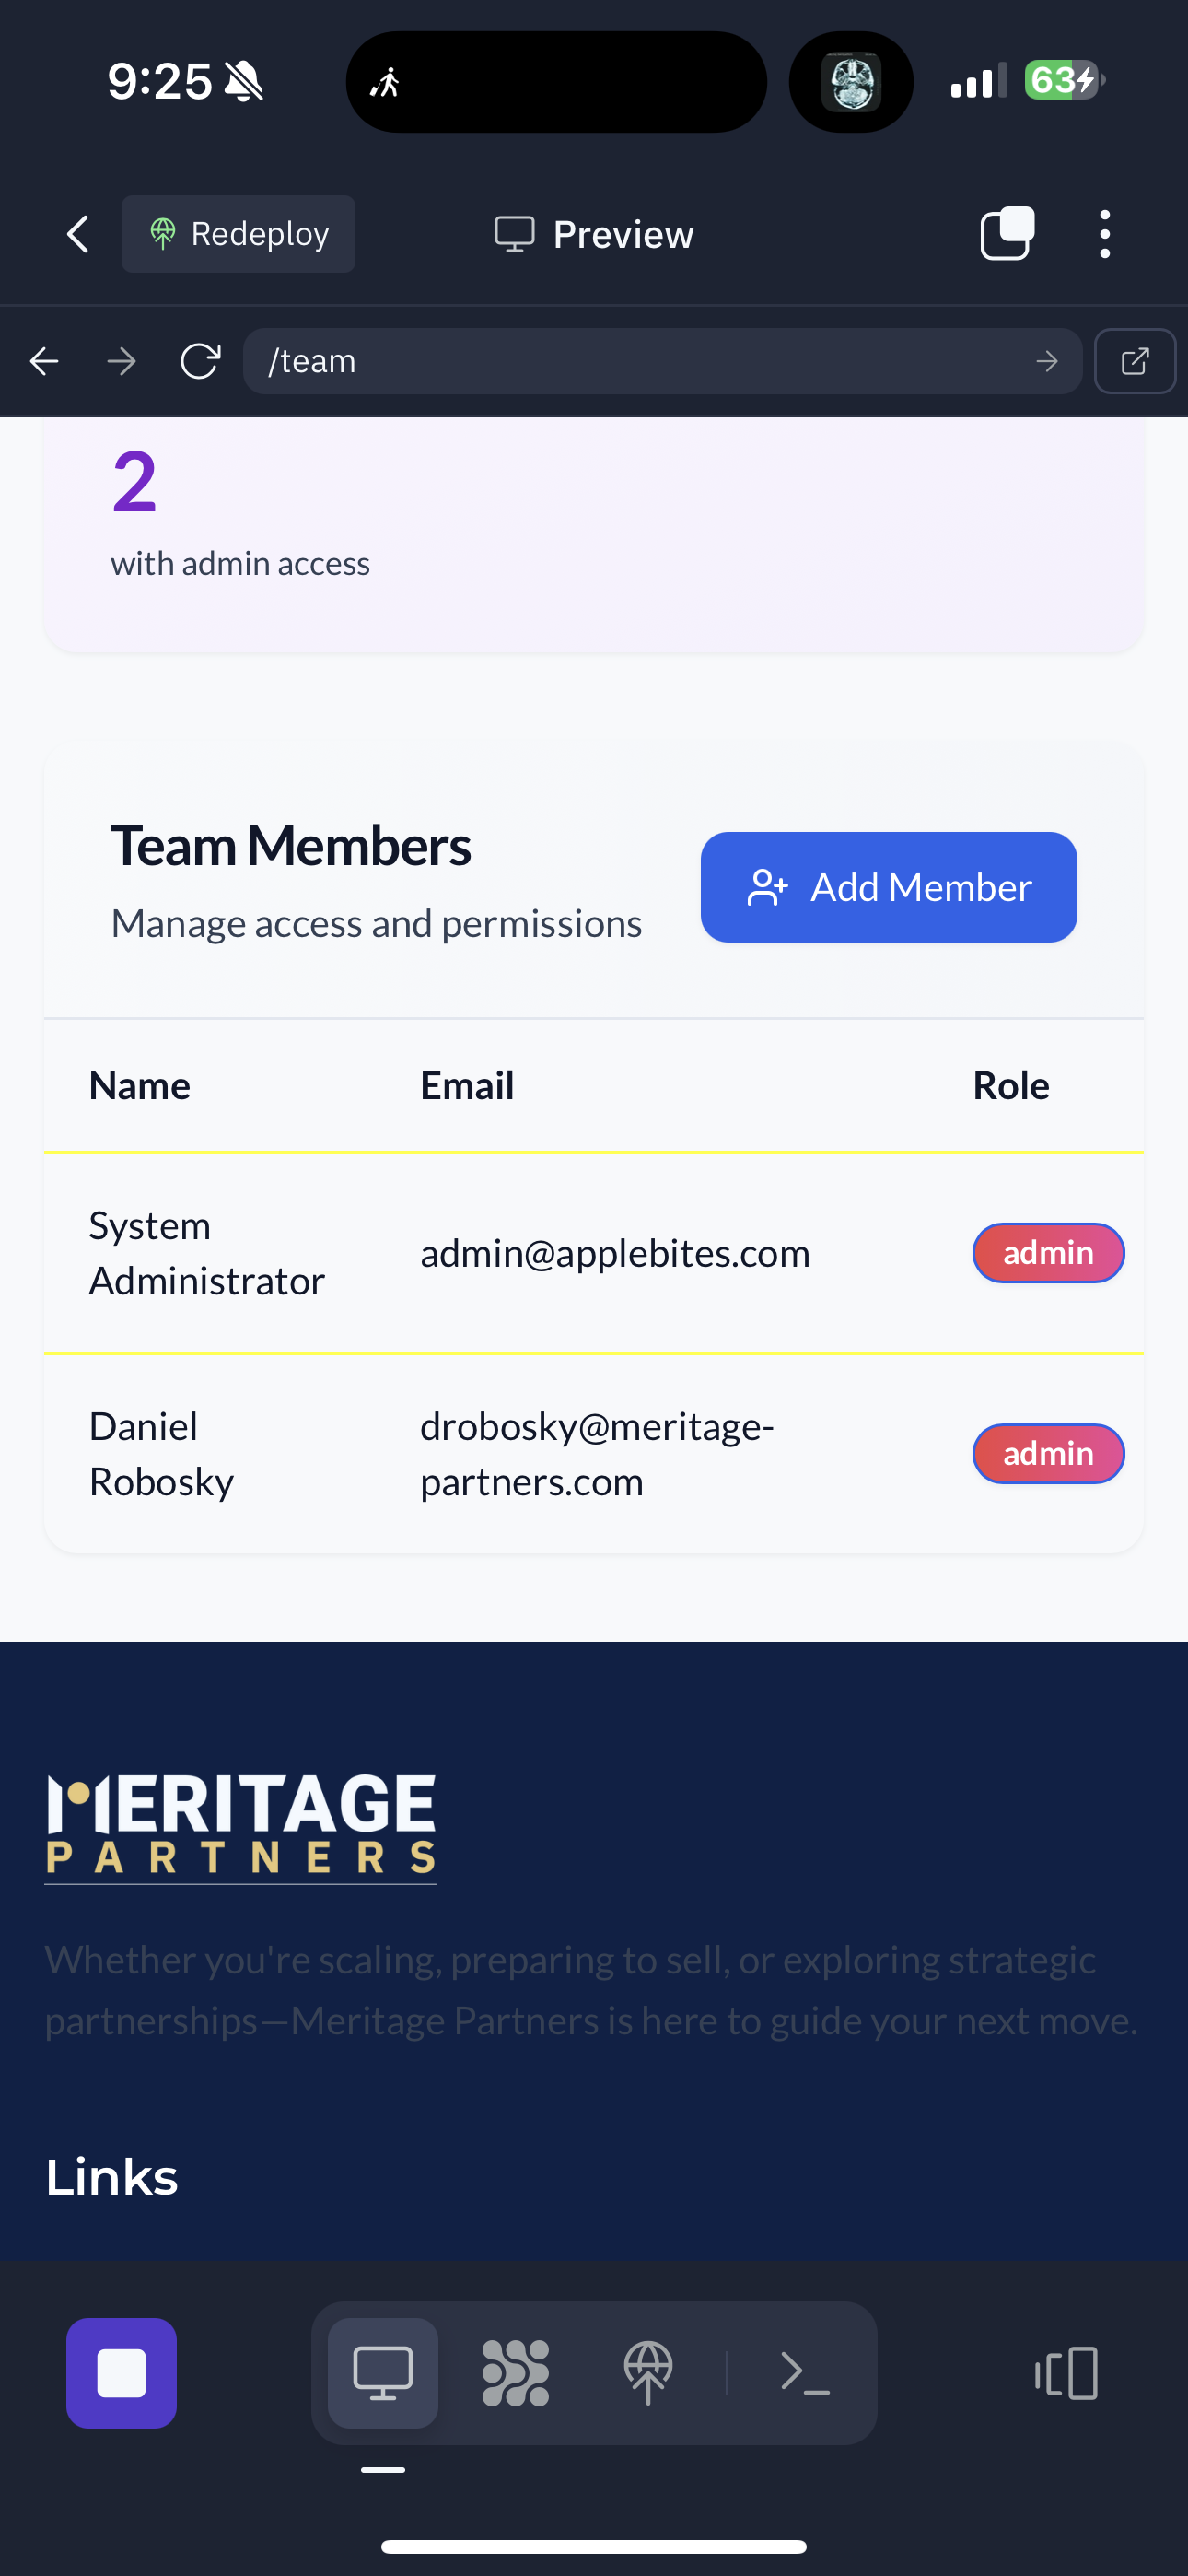 9:25
63
Redeploy
Preview
/team
2
with admin access
Team Members
Manage access and permissions
Add Member
Name Email Role
System
Administrator
admin@applebites.com
admin
Daniel
Robosky
drobosky@meritage-
partners.com
admin
MERITAGE
PARTNERS
Whether you're scaling, preparing to sell, or exploring strategic
partnerships—Meritage Partners is here to guide your next move.
Links